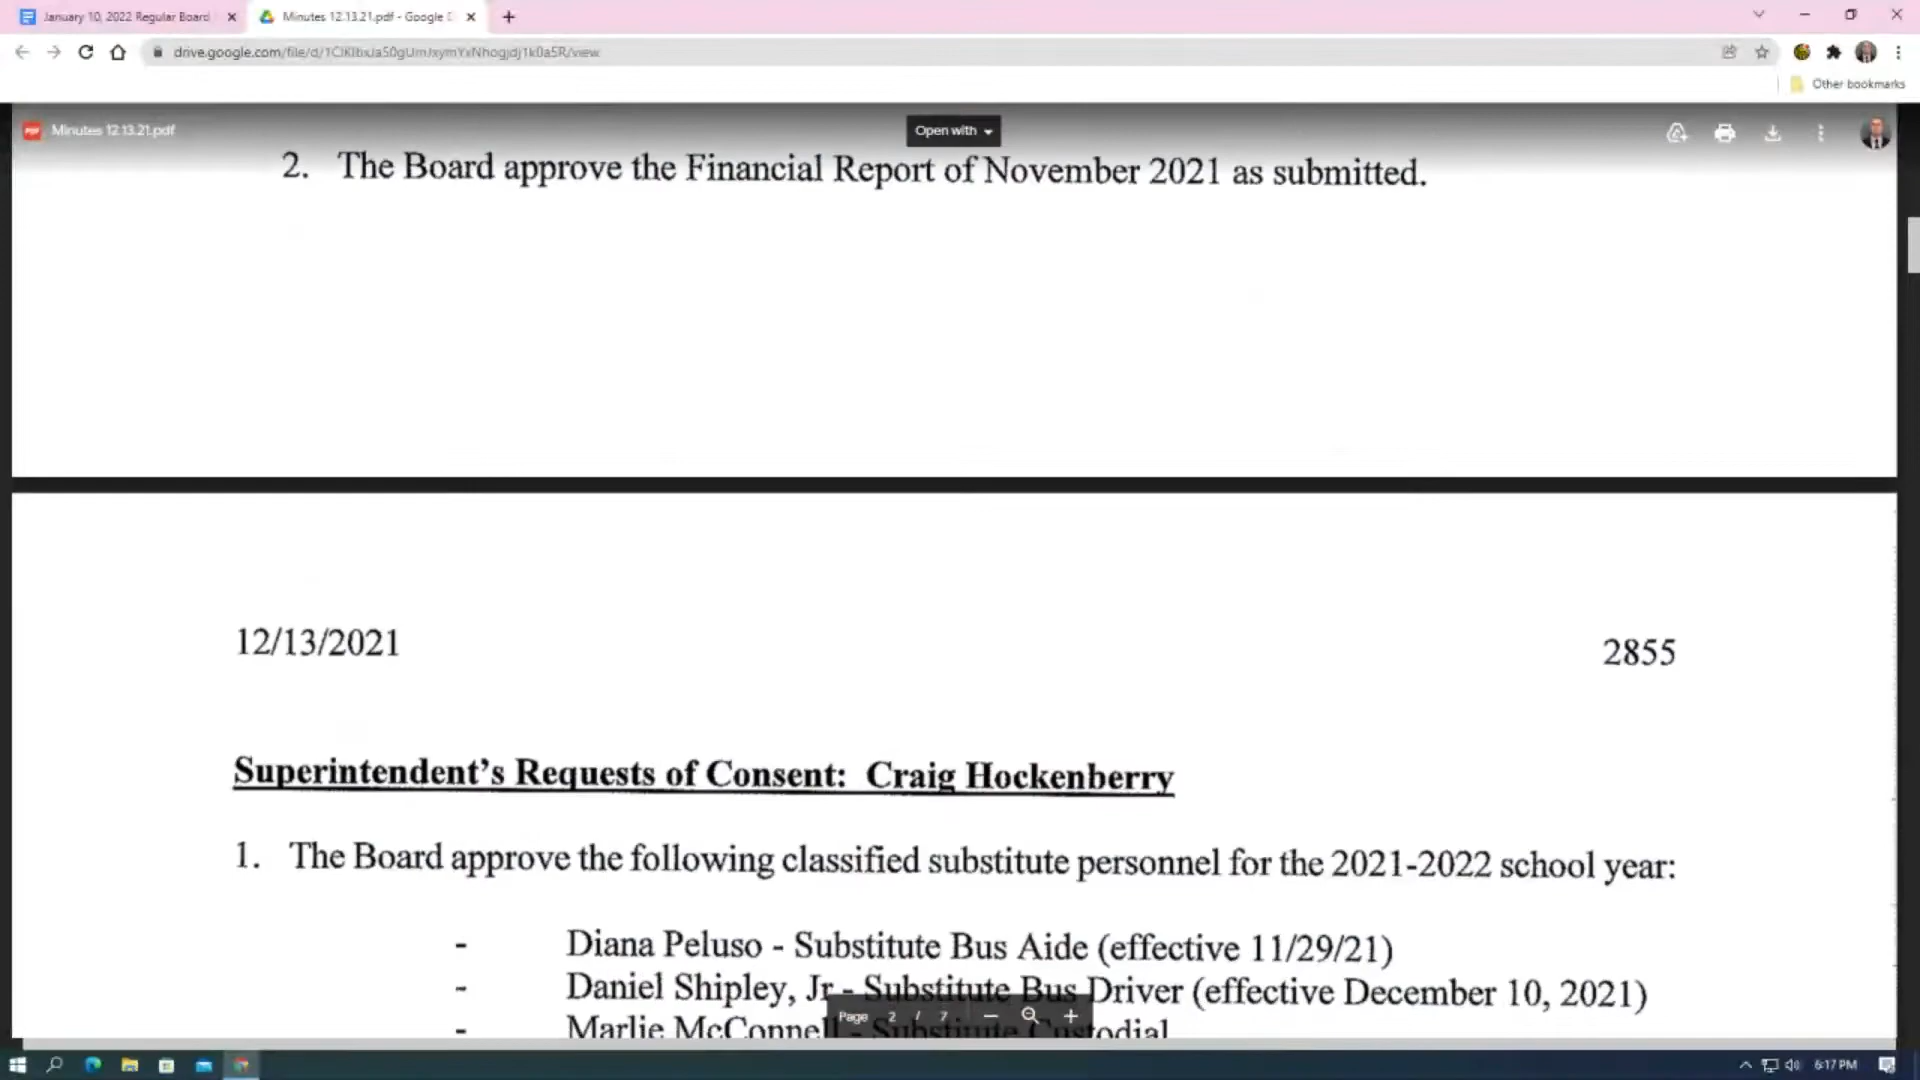 January 10, 2022 Regular Board
Minutes 12.13.21.pdf - Google
Other bookmarks
Minutes 12.13.21.pdf
Open with
2. The Board approve the Financial Report of November 2021 as submitted.
12/13/2021 2855
Superintendent’s Requests of Consent: Craig Hockenberry
1. The Board approve the following classified substitute personnel for the 2021-2022 school year:
- Diana Peluso - Substitute Bus Aide (effective 11/29/21)
- Daniel Shipley, Jr - Substitute Bus Driver (effective December 10, 2021)
- Marlie McConnell - Substitute Custodial
Page 2 / 7
6:17 PM